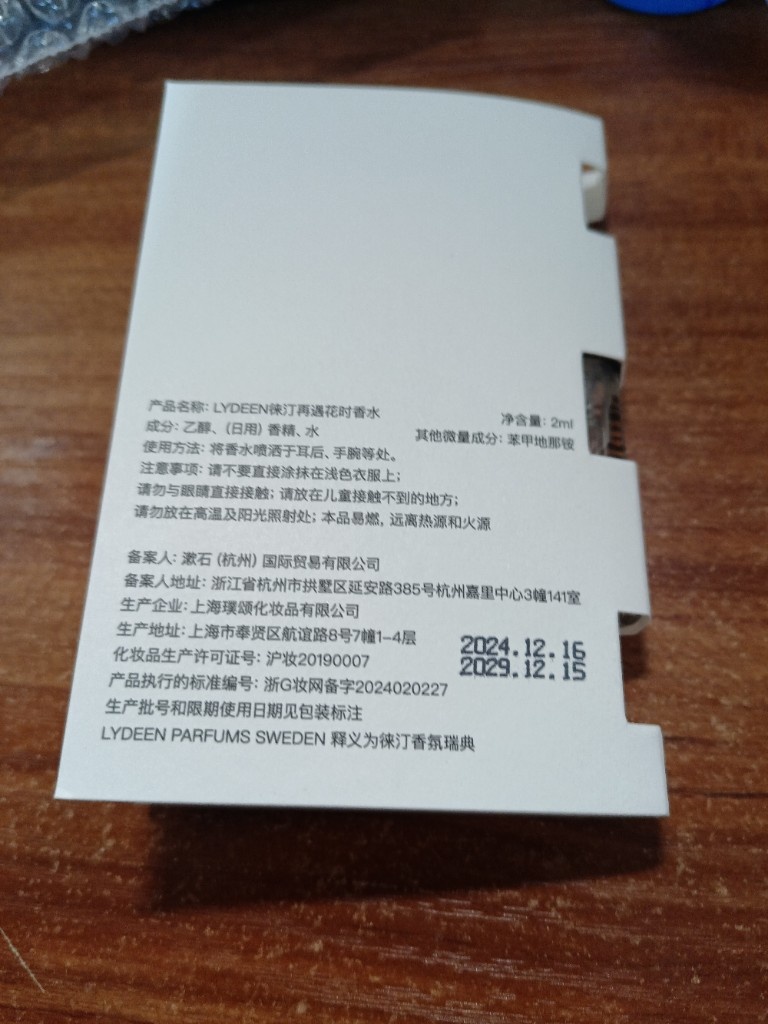 产品名称：LYDEEN徕汀再遇花时香水
净含量：2ml
成分：乙醇、（日用）香精、水
其他微量成分：苯甲地那铵
使用方法：将香水喷洒于耳后、手腕等处。
注意事项：请不要直接涂抹在浅色衣服上；
请勿与眼睛直接接触；请放在儿童接触不到的地方；
请勿放在高温及阳光照射处；本品易燃，远离热源和火源
备案人：漱石（杭州）国际贸易有限公司
备案人地址：浙江省杭州市拱墅区延安路385号杭州嘉里中心3幢141室
生产企业：上海璞颂化妆品有限公司
生产地址：上海市奉贤区航谊路8号7幢1-4层
化妆品生产许可证号：沪妆20190007
产品执行的标准编号：浙G妆网备字2024020227
2024.12.16
2029.12.15
生产批号和限期使用日期见包装标注
LYDEEN PARFUMS SWEDEN 释义为徕汀香氛瑞典